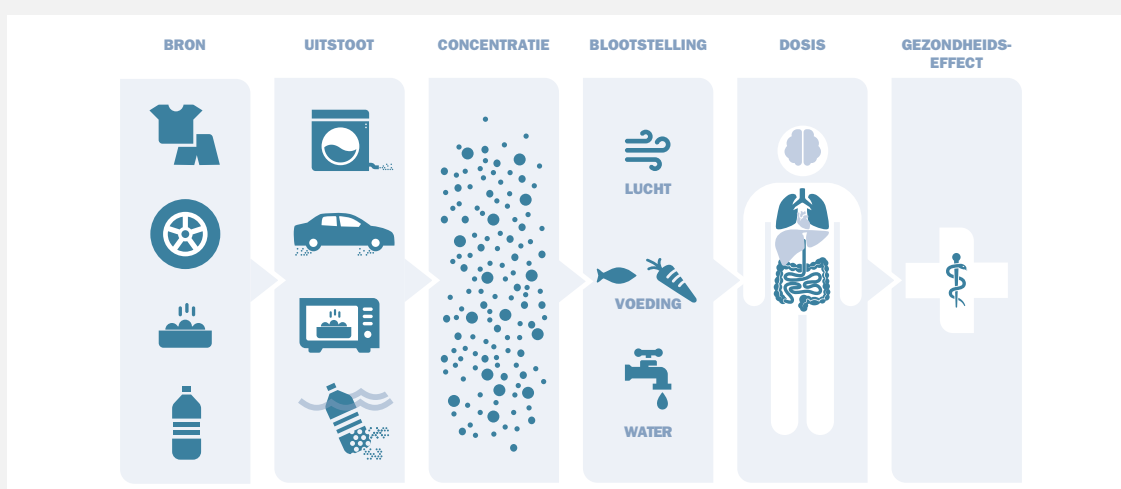 BRON
UITSTOOT
CONCENTRATIE
BLOOTSTELLING
DOSIS
GEZONDHEIDS-
EFFECT
LUCHT
VOEDING
WATER